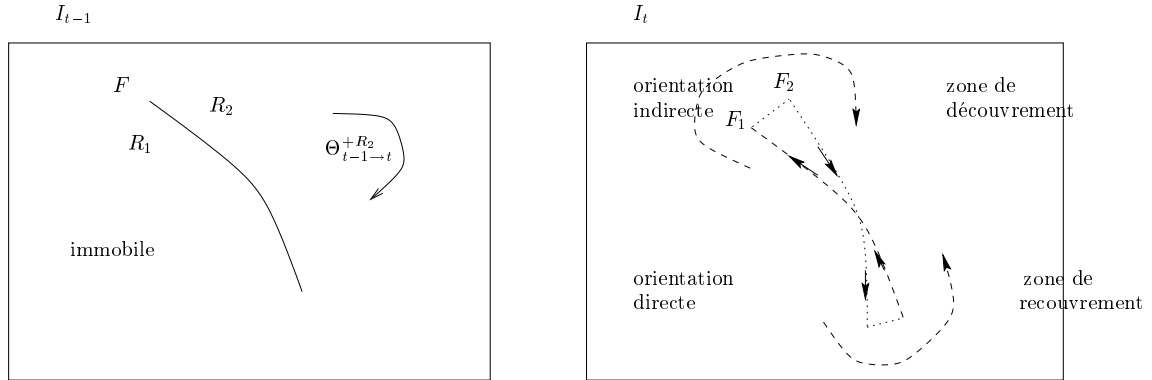 I_{t-1}
F
R_2
R_1
Θ^{+R_2}_{t-1→t}
immobile
I_t
orientation
indirecte
F_2
F_1
zone de
découvrement
orientation
directe
zone de
recouvrement